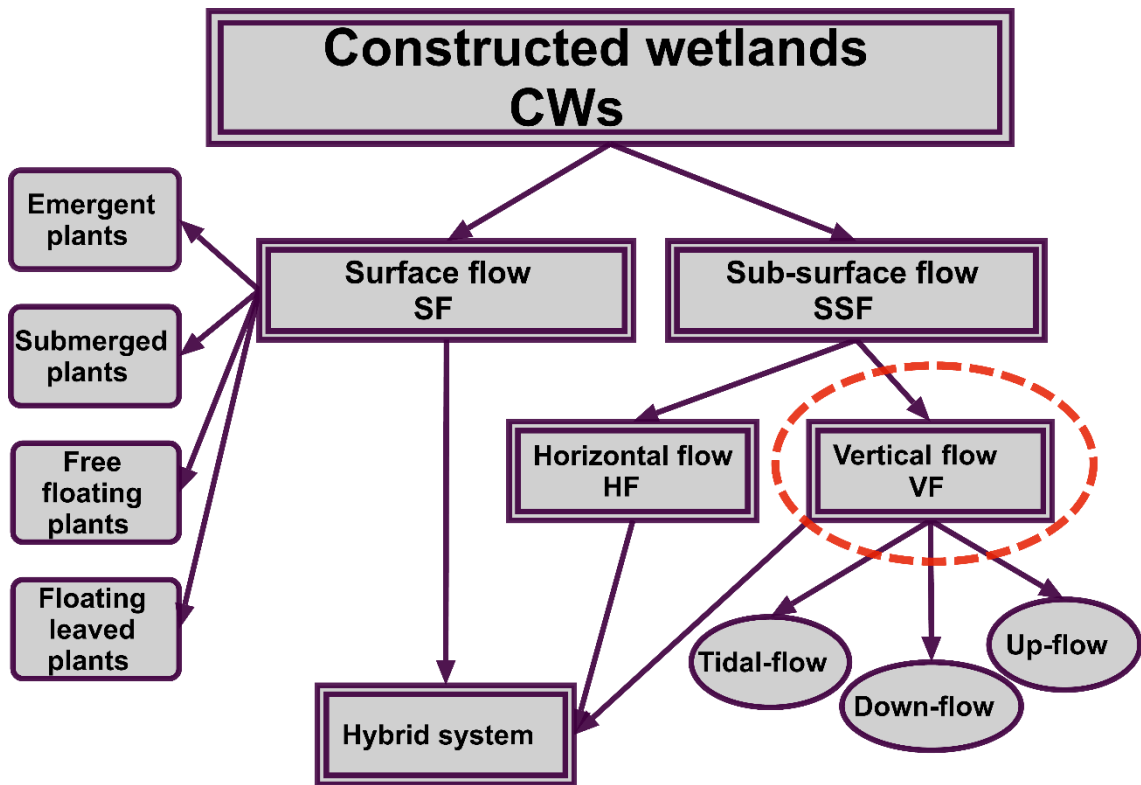 Constructed wetlands
CWs
Emergent
plants
Surface flow
SF
Sub-surface flow
SSF
Submerged
plants
Horizontal flow
HF
Vertical flow
VF
Free
floating
plants
Floating
leaved
plants
Tidal-flow
Down-flow
Up-flow
Hybrid system